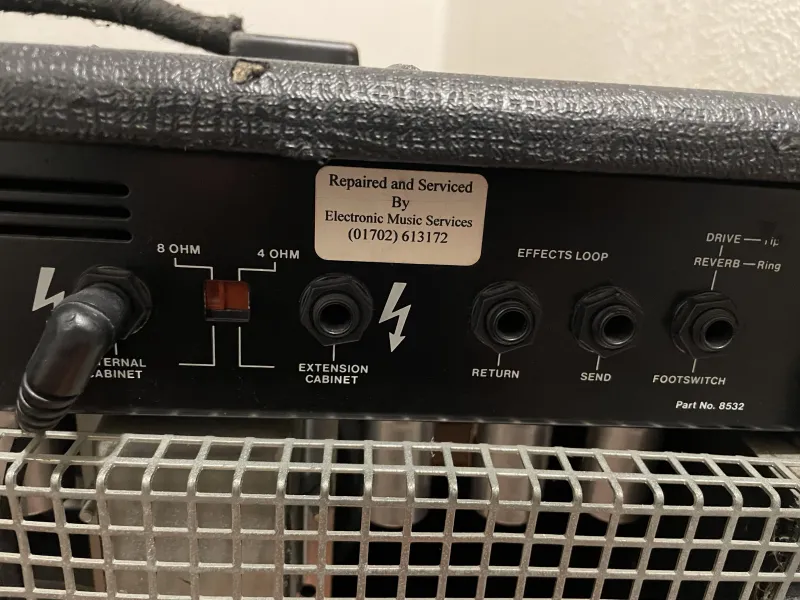 Repaired and Serviced
By
Electronic Music Services
(01702) 613172
8 OHM
4 OHM
EFFECTS LOOP
DRIVE
REVERB — Ring
CABINET
EXTENSION
CABINET
RETURN
SEND
FOOTSWITCH
Part No. 8532